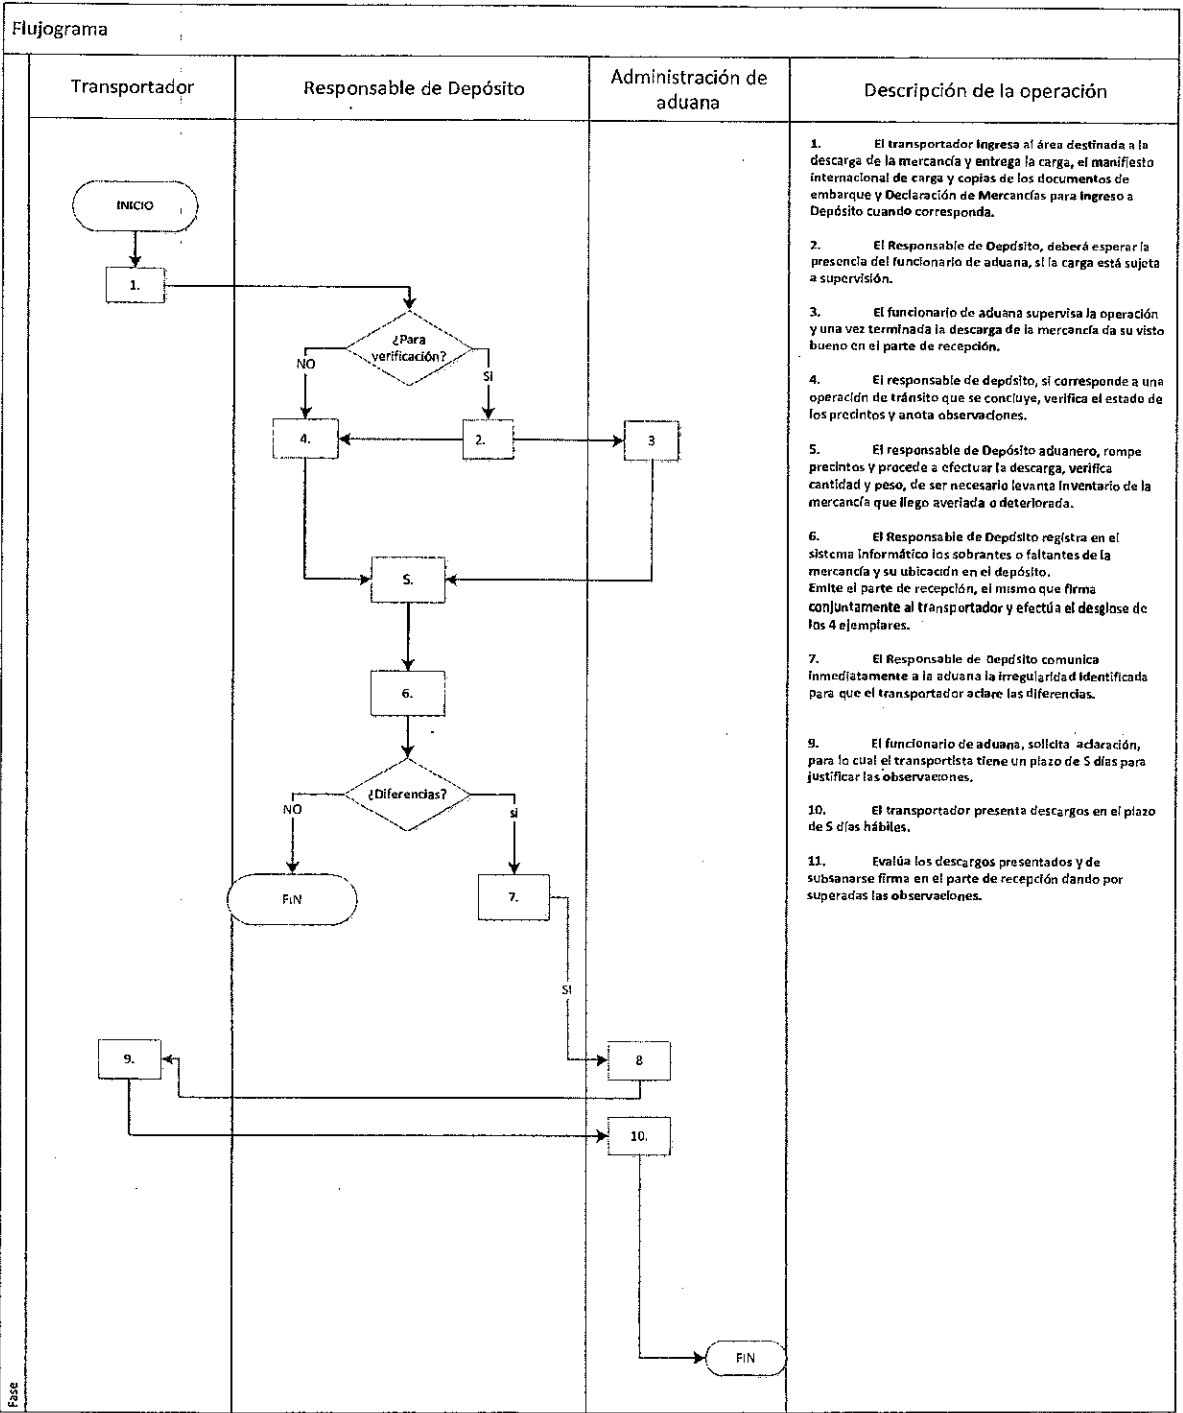 Flujograma
Transportador
Responsable de Depósito
Administración de
aduana
Descripción de la operación
INICIO
1.
¿Para
verificación?
NO
SI
4.
2.
3
5.
6.
¿Diferencias?
NO
si
FIN
7.
SI
9.
8
10.
FIN
Fase
1. El transportador ingresa al área destinada a la
descarga de la mercancía y entrega la carga, el manifiesto
internacional de carga y copias de los documentos de
embarque y Declaración de Mercancías para Ingreso a
Depósito cuando corresponda.
2. El Responsable de Depósito, deberá esperar la
presencia del funcionario de aduana, si la carga está sujeta
a supervisión.
3. El funcionario de aduana supervisa la operación
y una vez terminada la descarga de la mercancía da su visto
bueno en el parte de recepción.
4. El responsable de depósito, si corresponde a una
operación de tránsito que se concluye, verifica el estado de
los precintos y anota observaciones.
5. El responsable de Depósito aduanero, rompe
precintos y procede a efectuar la descarga, verifica
cantidad y peso, de ser necesario levanta inventario de la
mercancía que llego averiada o deteriorada.
6. El Responsable de Depósito registra en el
sistema informático los sobrantes o faltantes de la
mercancía y su ubicación en el depósito.
Emite el parte de recepción, el mismo que firma
conjuntamente al transportador y efectúa el desglose de
los 4 ejemplares.
7. El Responsable de Depósito comunica
inmediatamente a la aduana la irregularidad identificada
para que el transportador aclare las diferencias.
9. El funcionario de aduana, solicita aclaración,
para lo cual el transportista tiene un plazo de 5 días para
justificar las observaciones.
10. El transportador presenta descargos en el plazo
de 5 días hábiles.
11. Evalúa los descargos presentados y de
subsanarse firma en el parte de recepción dando por
superadas las observaciones.